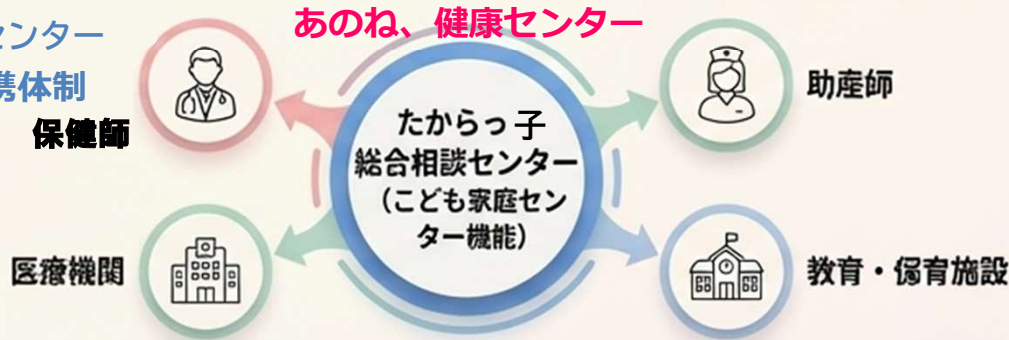 あのね、健康センター
センター
携体制
保健師
たからっ子
総合相談センター
(こども家庭セン
ター機能)
助産師
医療機関
教育・保育施設